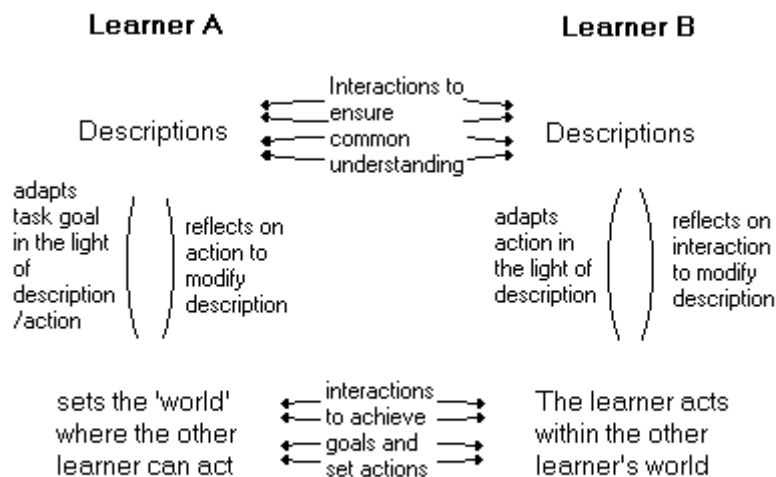 Learner A
Learner B
Interactions to
ensure
common
understanding
Descriptions
Descriptions
adapts
task goal
in the light
of
description
/action
reflects on
action to
modify
description
adapts
action in
the light of
description
reflects on
interaction
to modify
description
sets the 'world'
where the other
learner can act
interactions
to achieve
goals and
set actions
The learner acts
within the other
learner's world